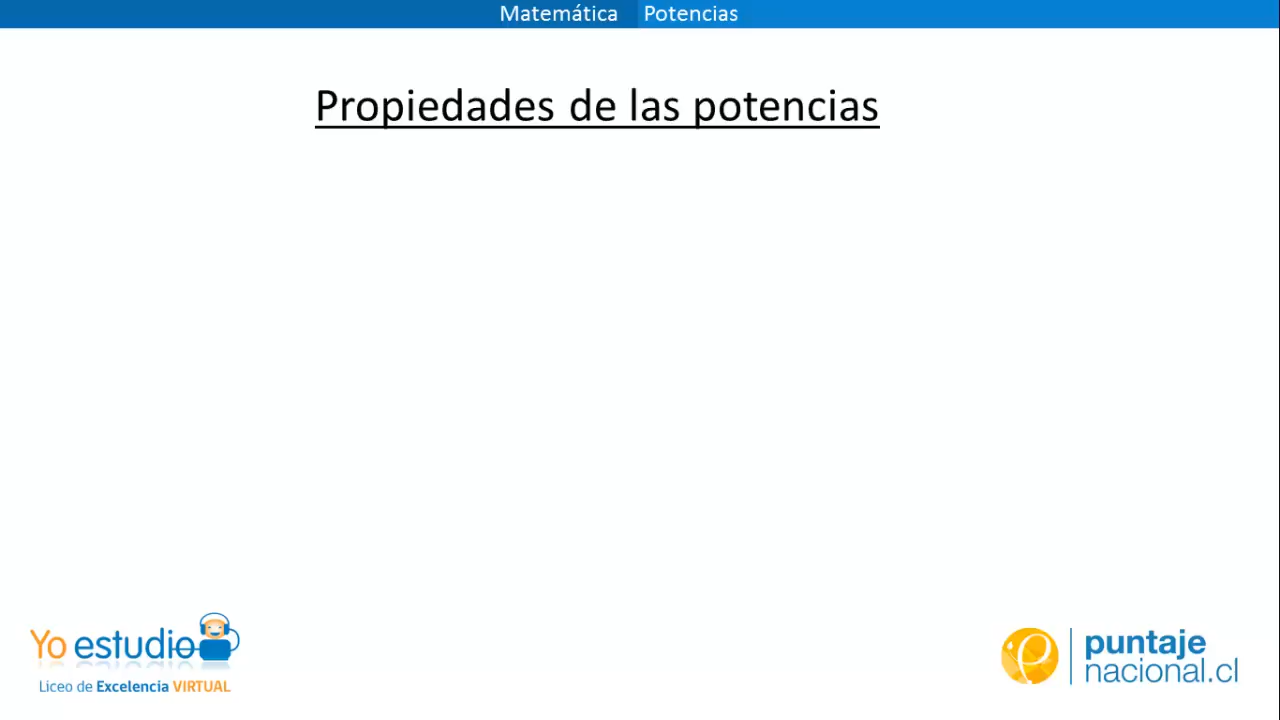 Matemática Potencias
Propiedades de las potencias
Yo estudio
Liceo de Excelencia VIRTUAL
puntaje
nacional.cl